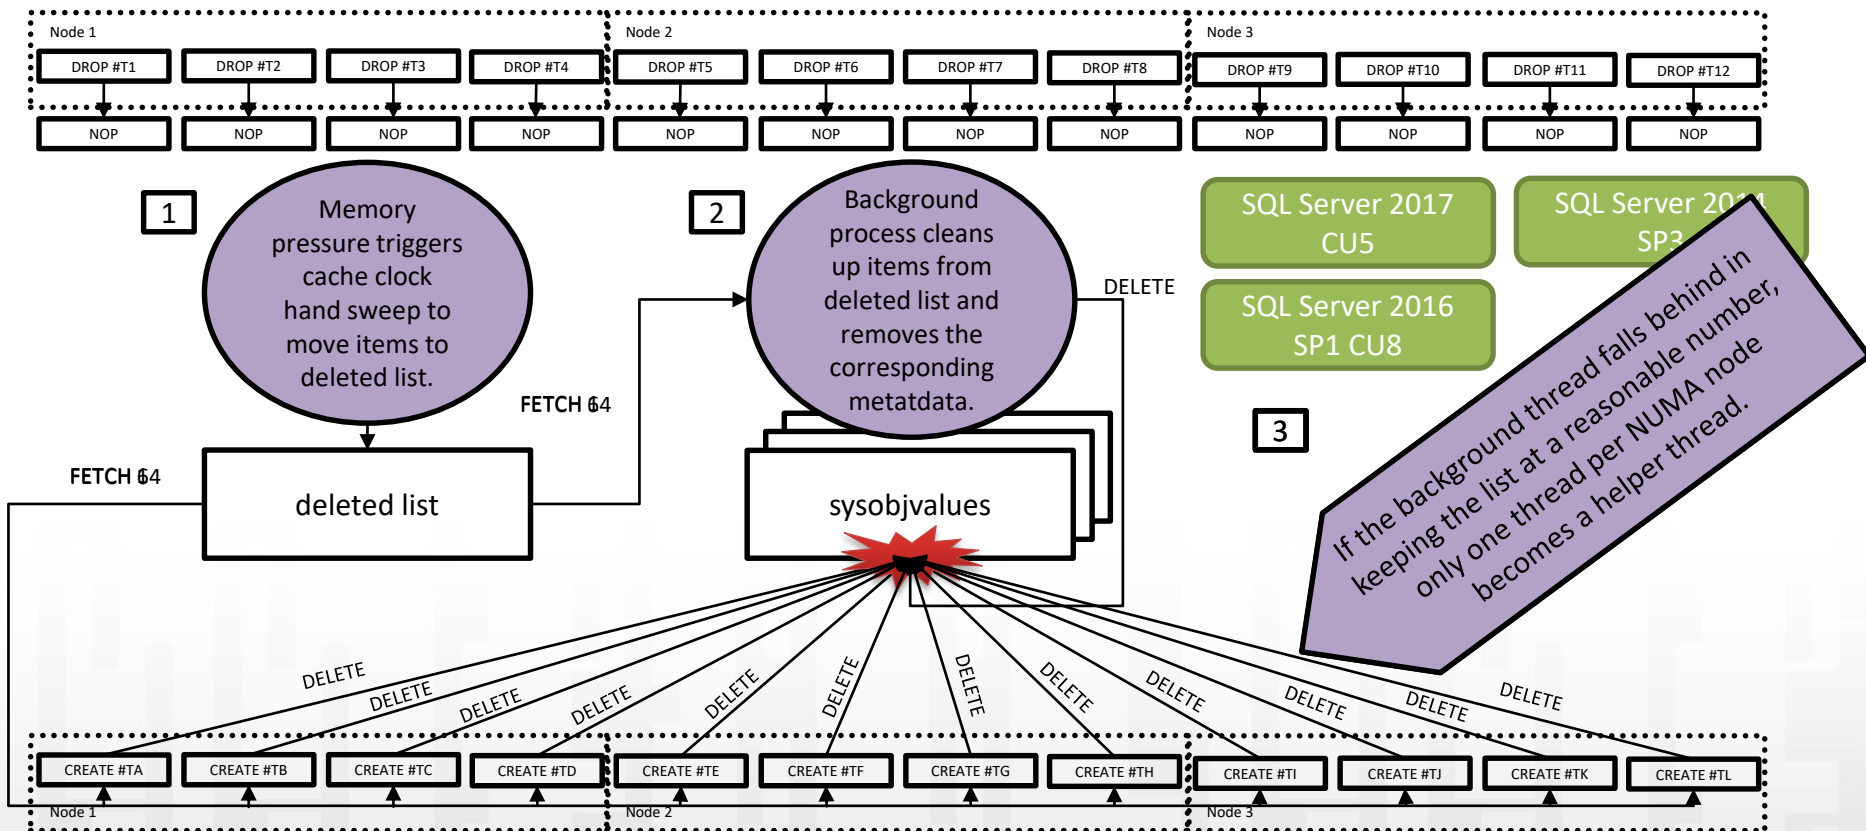 Node 1
Node 2
Node 3
DROP #T1
DROP #T2
DROP #T3
DROP #T4
DROP #T5
DROP #T6
DROP #T7
DROP #T8
DROP #T9
DROP #T10
DROP #T11
DROP #T12
NOP
NOP
NOP
NOP
NOP
NOP
NOP
NOP
NOP
NOP
NOP
NOP
1
Memory
pressure triggers
cache clock
hand sweep to
move items to
deleted list.
2
Background
process cleans
up items from
deleted list and
removes the
corresponding
metatdata.
DELETE
SQL Server 2017
CU5
SQL Server 2014
SP3
SQL Server 2016
SP1 CU8
3
If the background thread falls behind in
keeping the list at a reasonable number,
only one thread per NUMA node
becomes a helper thread.
FETCH
FETCH
deleted list
sysobjvalues
DELETE
DELETE
DELETE
DELETE
DELETE
DELETE
DELETE
DELETE
DELETE
DELETE
DELETE
DELETE
CREATE #TA
CREATE #TB
CREATE #TC
CREATE #TD
CREATE #TE
CREATE #TF
CREATE #TG
CREATE #TH
CREATE #TI
CREATE #TJ
CREATE #TK
CREATE #TL
Node 1
Node 2
Node 3